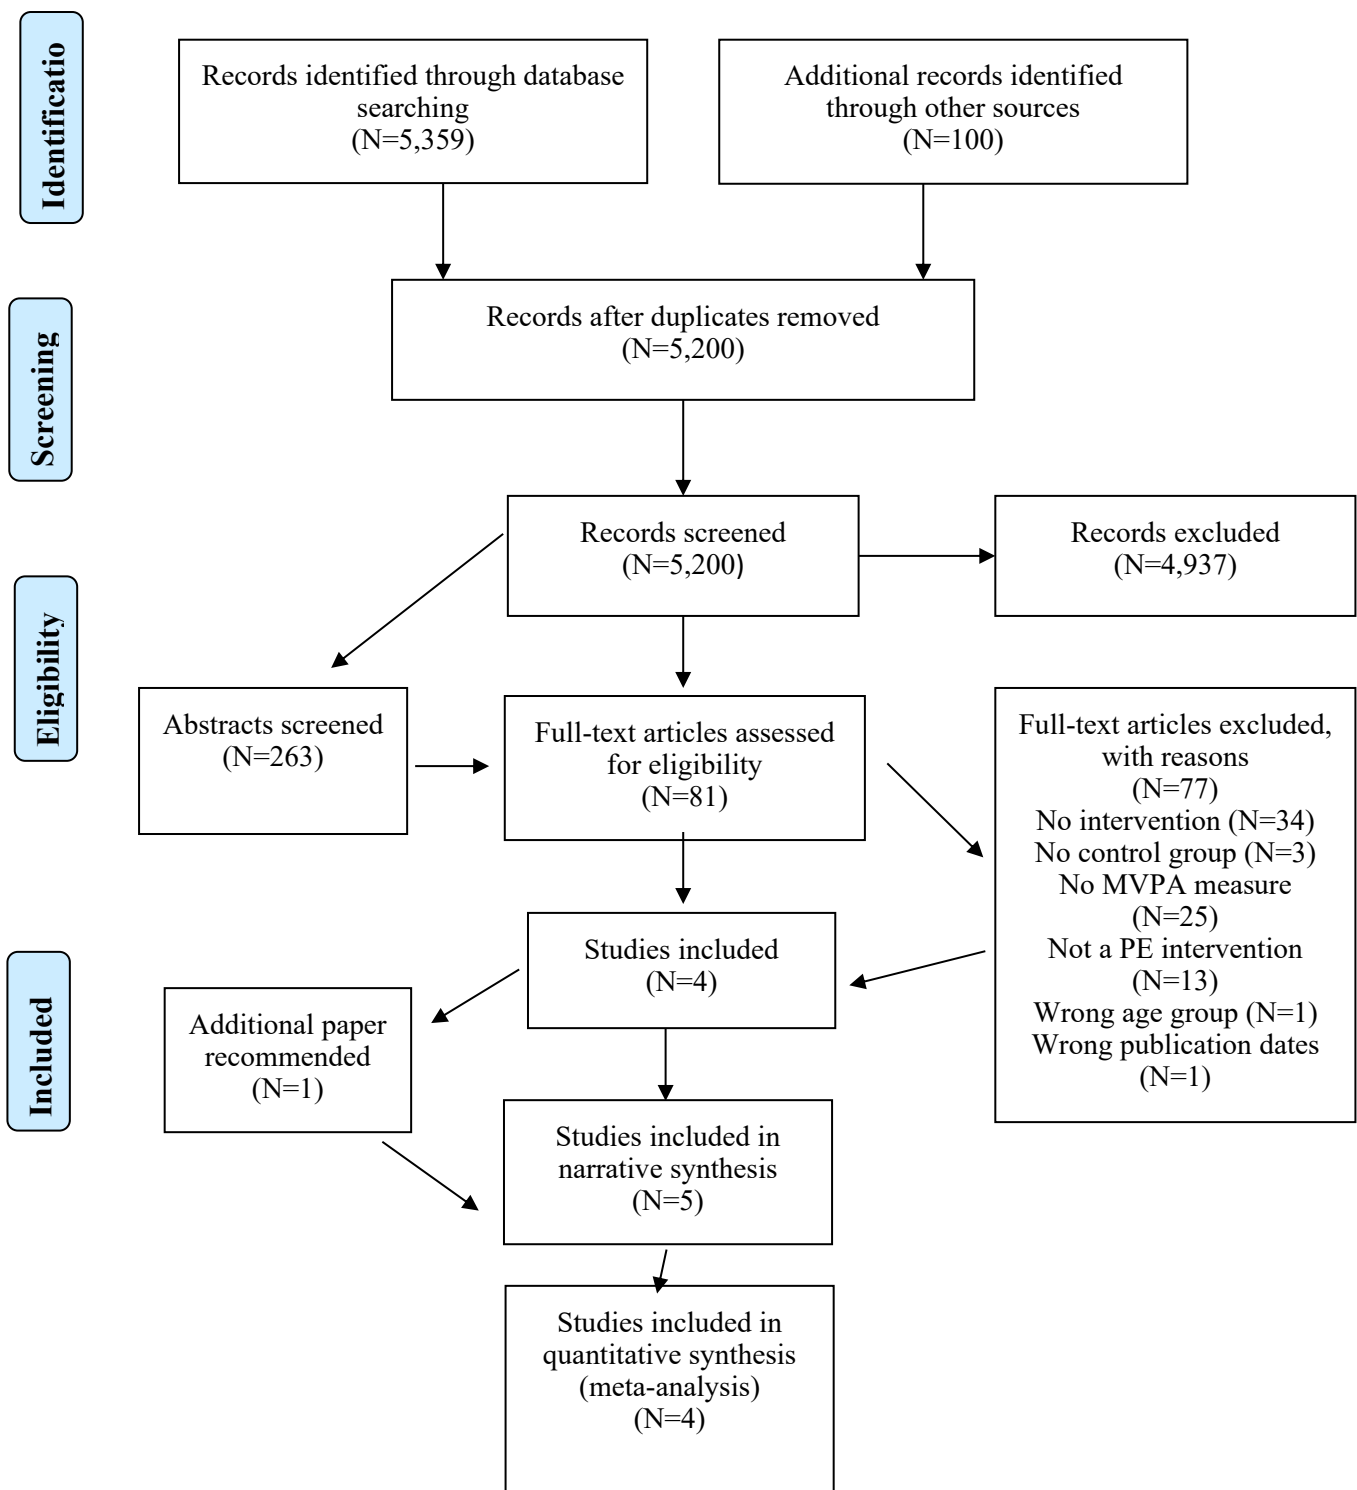 Identificatio
Records identified through database
searching
(N=5,359)
Additional records identified
through other sources
(N=100)
Screening
Records after duplicates removed
(N=5,200)
Records screened
(N=5,200)
Records excluded
(N=4,937)
Eligibility
Abstracts screened
(N=263)
Full-text articles assessed
for eligibility
(N=81)
Full-text articles excluded,
with reasons
(N=77)
No intervention (N=34)
No control group (N=3)
No MVPA measure
(N=25)
Not a PE intervention
(N=13)
Wrong age group (N=1)
Wrong publication dates
(N=1)
Included
Studies included
(N=4)
Additional paper
recommended
(N=1)
Studies included in
narrative synthesis
(N=5)
Studies included in
quantitative synthesis
(meta-analysis)
(N=4)